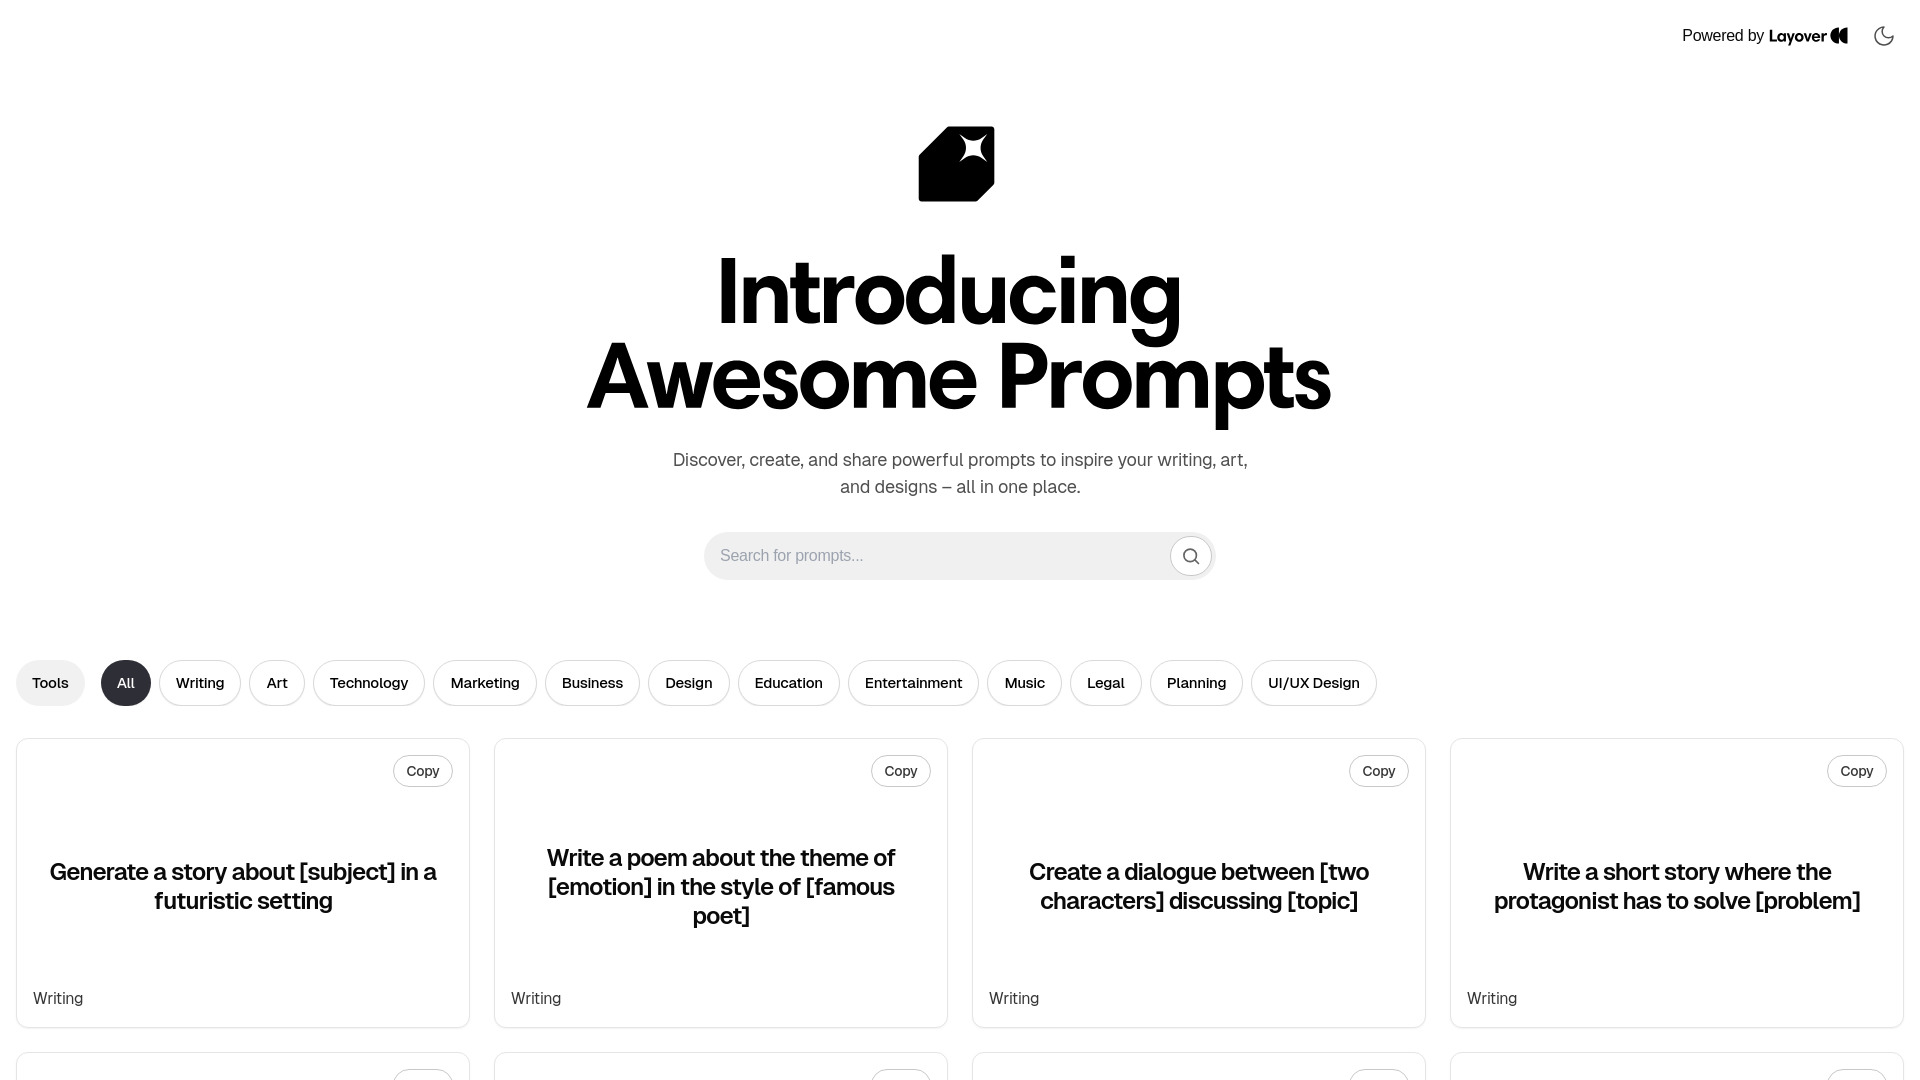 Powered by Layover
Introducing
Awesome Prompts
Discover, create, and share powerful prompts to inspire your writing, art,
and designs – all in one place.
Search for prompts...
Tools
All
Writing
Art
Technology
Marketing
Business
Design
Education
Entertainment
Music
Legal
Planning
UI/UX Design
Copy
Generate a story about [subject] in a
futuristic setting
Writing
Copy
Write a poem about the theme of
[emotion] in the style of [famous
poet]
Writing
Copy
Create a dialogue between [two
characters] discussing [topic]
Writing
Copy
Write a short story where the
protagonist has to solve [problem]
Writing